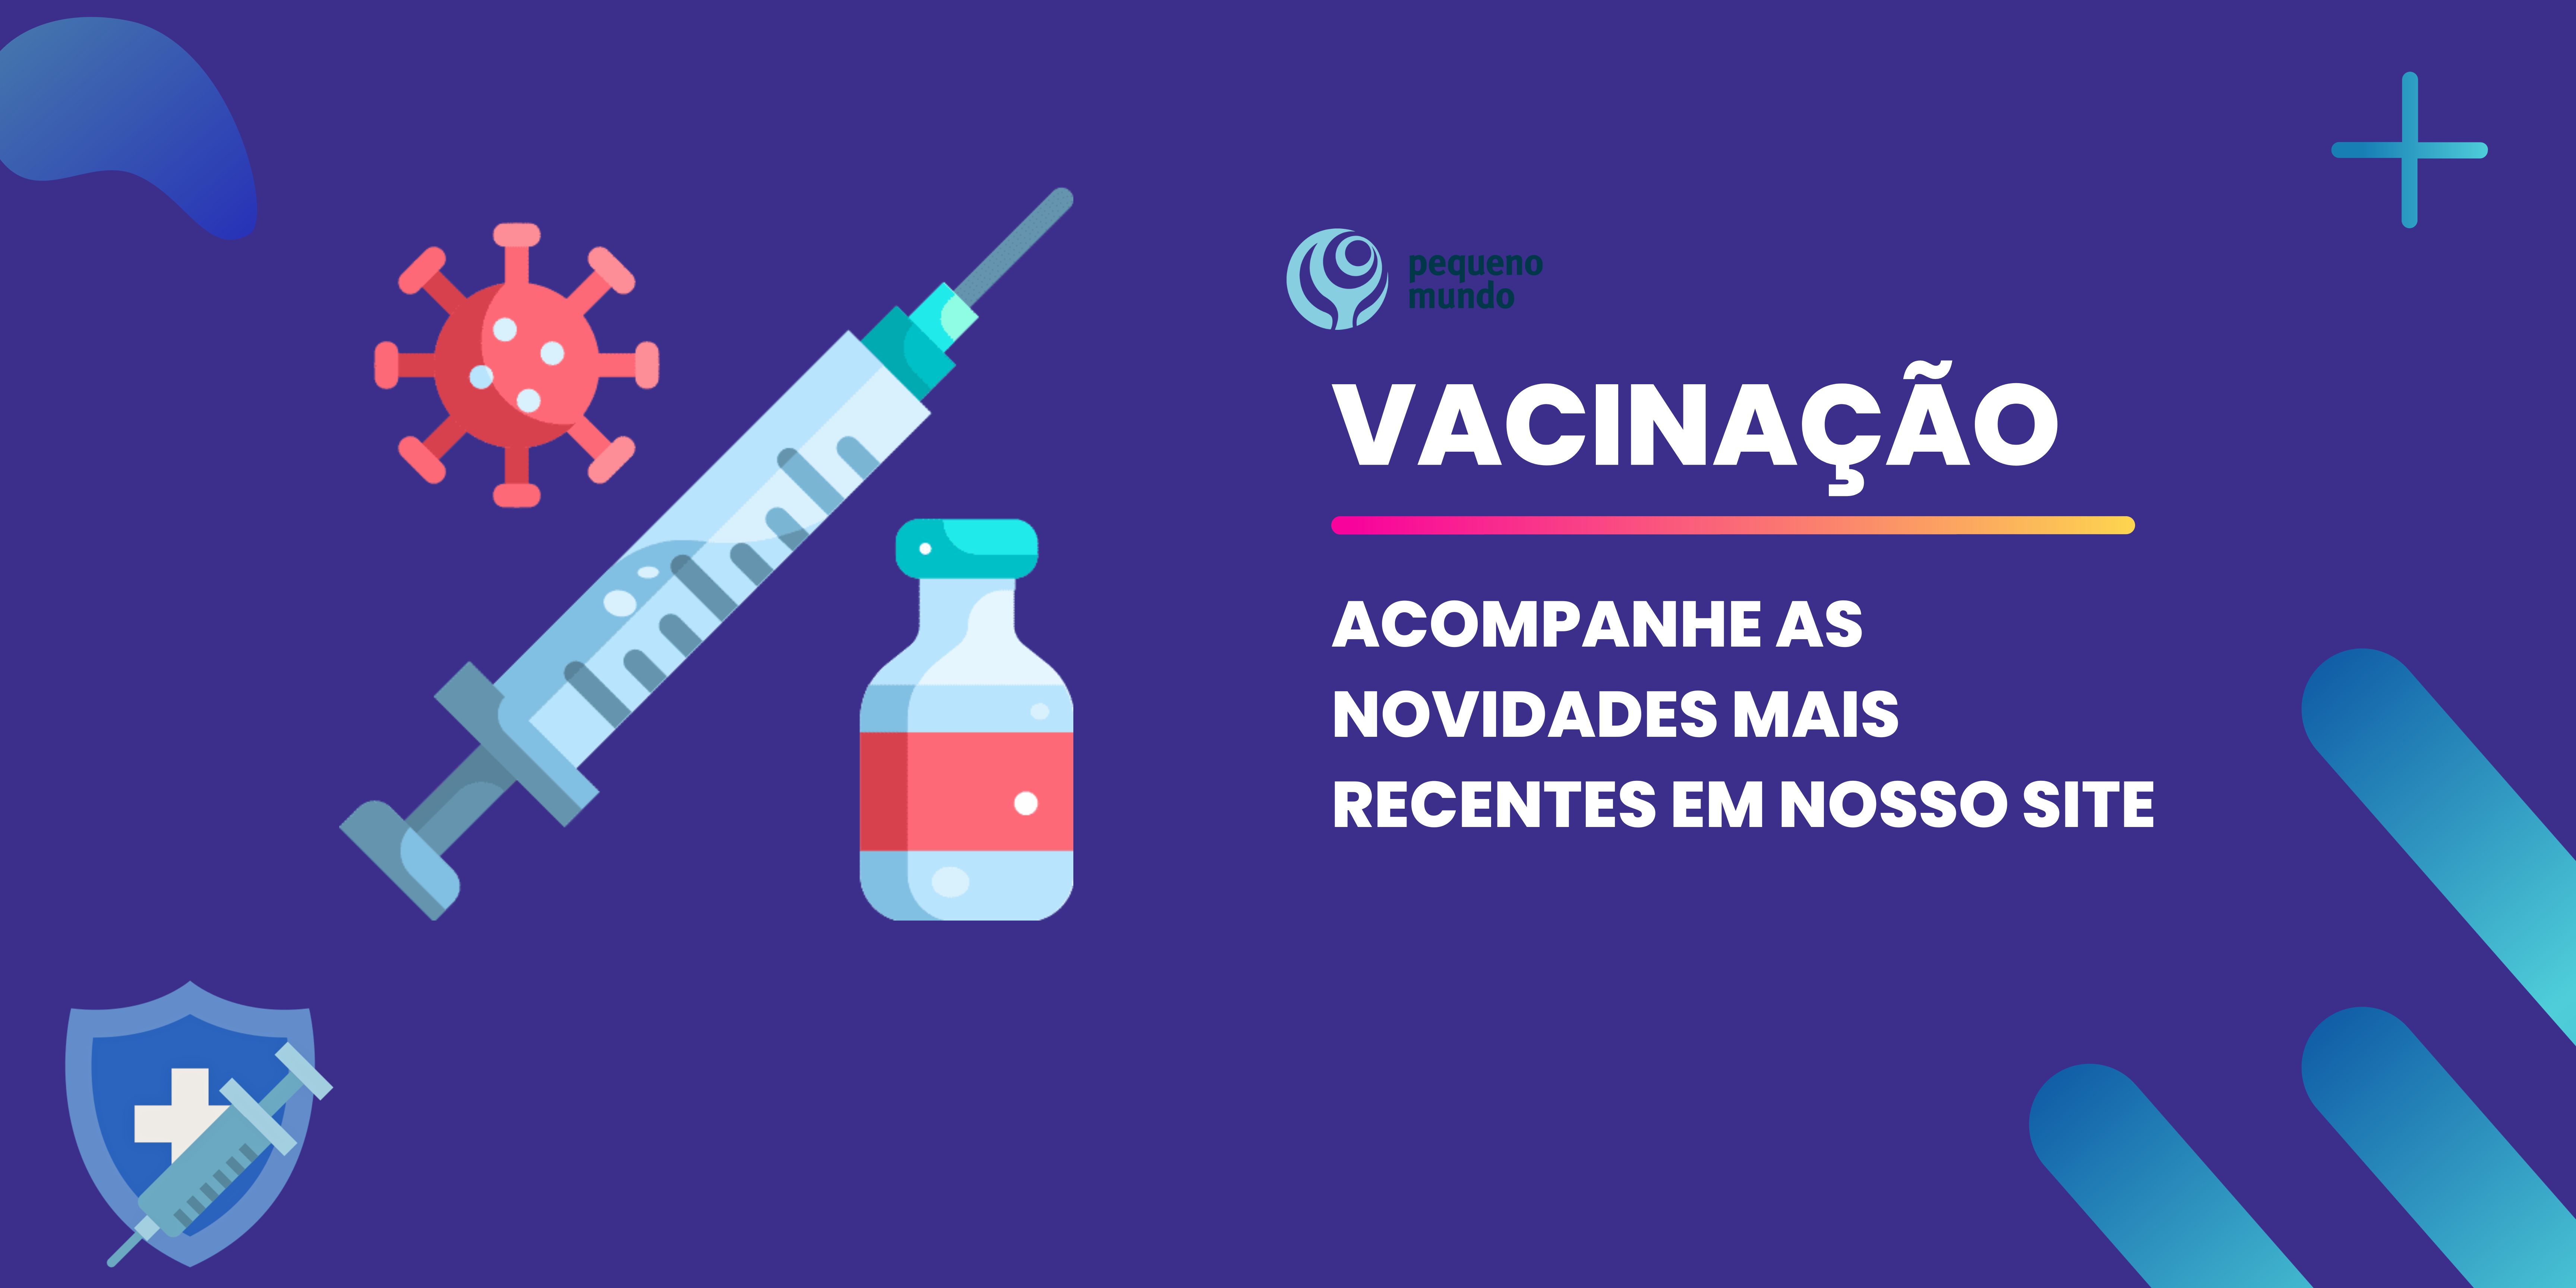 pequeno
mundo
VACINAÇÃO
ACOMPANHE AS
NOVIDADES MAIS
RECENTES EM NOSSO SITE